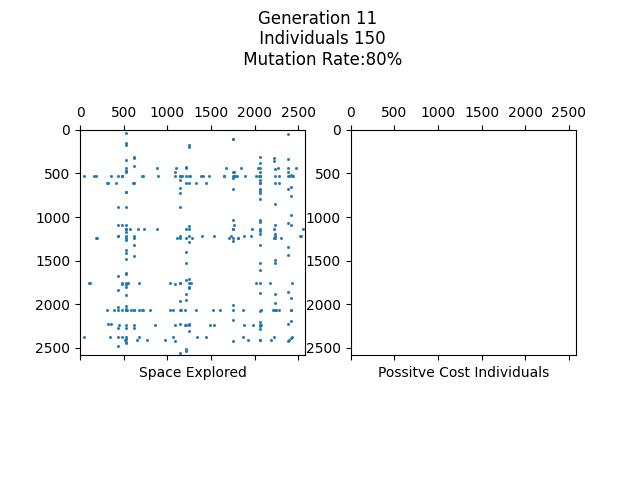 Generation 11
Individuals 150
Mutation Rate:80%
0 500 1000 1500 2000 2500
0 500 1000 1500 2000 2500
0
500
1000
1500
2000
2500
0
500
1000
1500
2000
2500
Space Explored
Possitve Cost Individuals